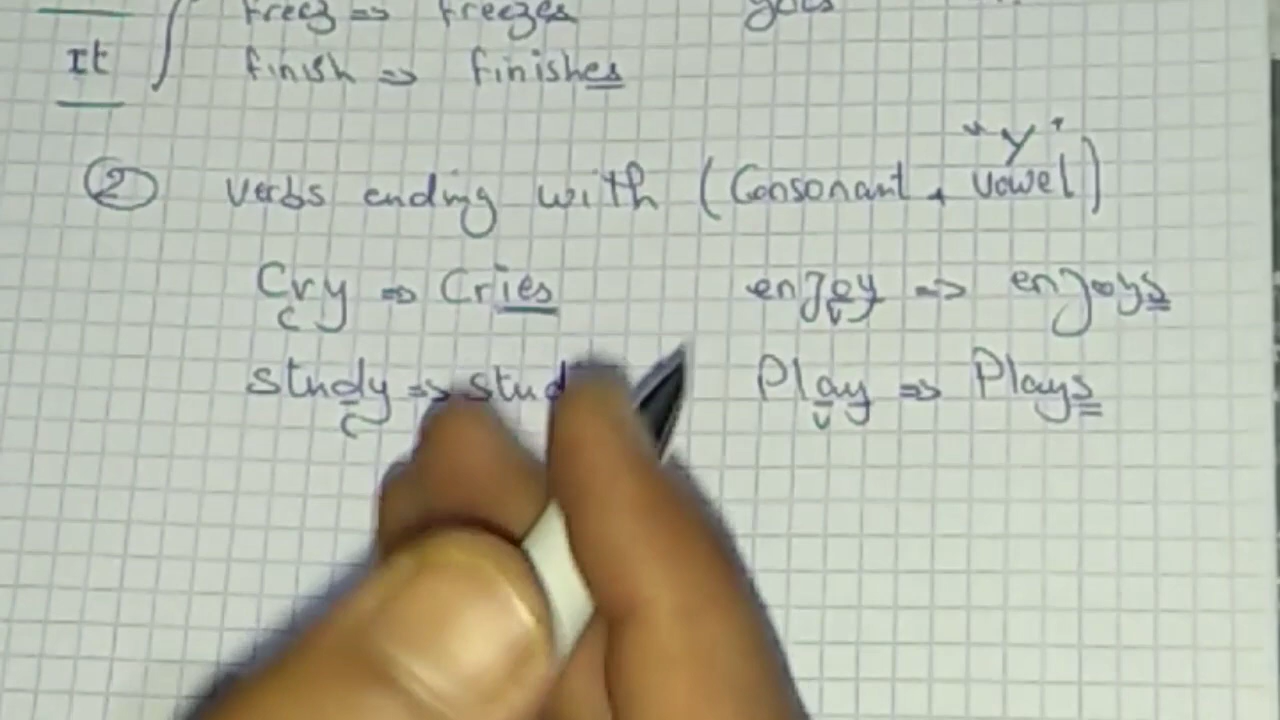 freez => freezes goes
It finish => finishes
"y"
② verbs ending with (Consonant + vowel)
Cry => Cries enjoy => enjoys
c v
study => stud Play => Plays
c v